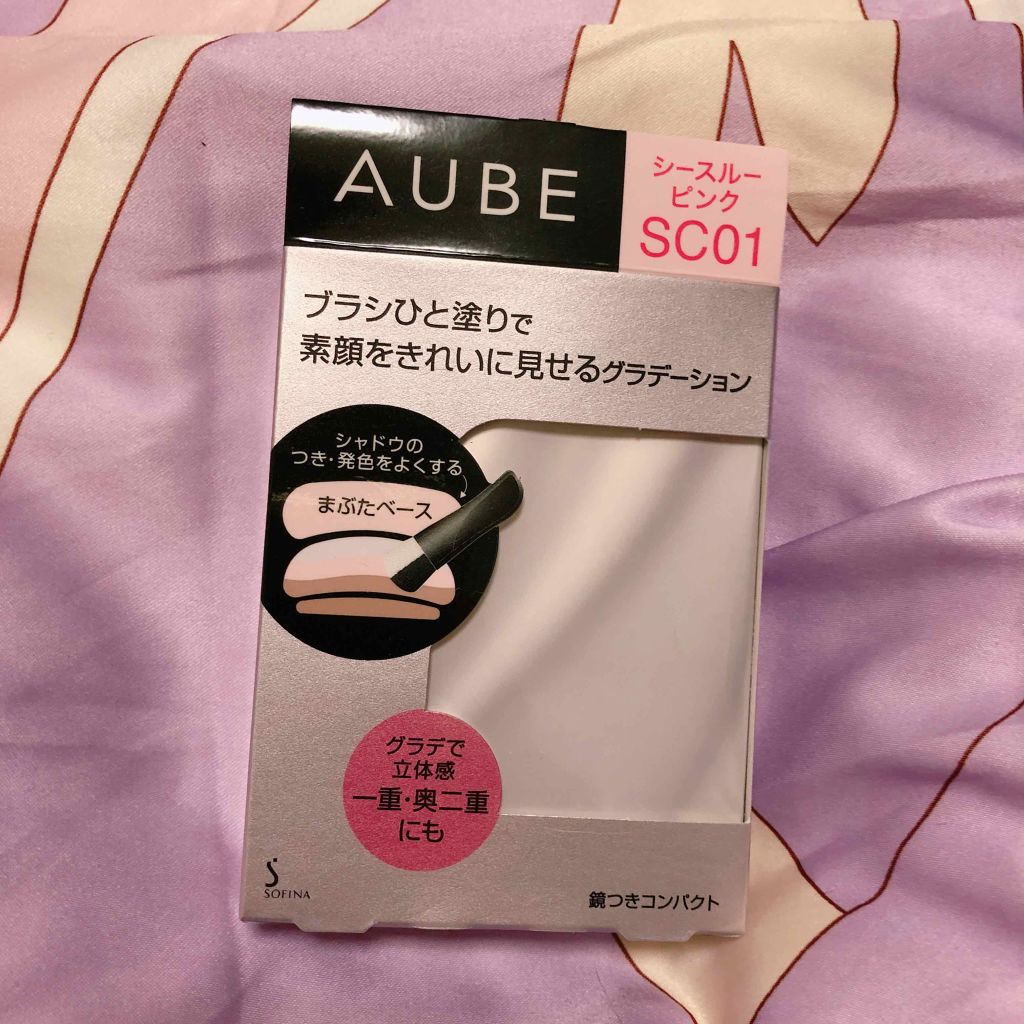 AUBE
シースルー
ピンク
SC01
ブラシひと塗りで
素顔をきれいに見せるグラデーション
シャドウの
つき・発色をよくする
まぶたベース
グラデで
立体感
一重・奥二重
にも
SOFINA
鏡つきコンパクト